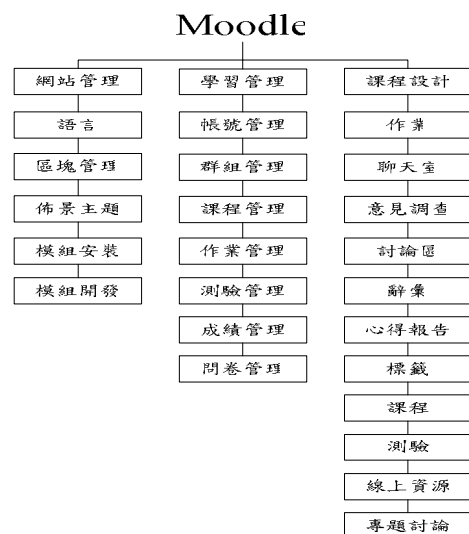 Moodle
網站管理
語言
區塊管理
佈景主題
模組安裝
模組開發
學習管理
帳號管理
群組管理
課程管理
作業管理
測驗管理
成績管理
問卷管理
課程設計
作業
聊天室
意見調查
討論區
辭彙
心得報告
標籤
課程
測驗
線上資源
專題討論